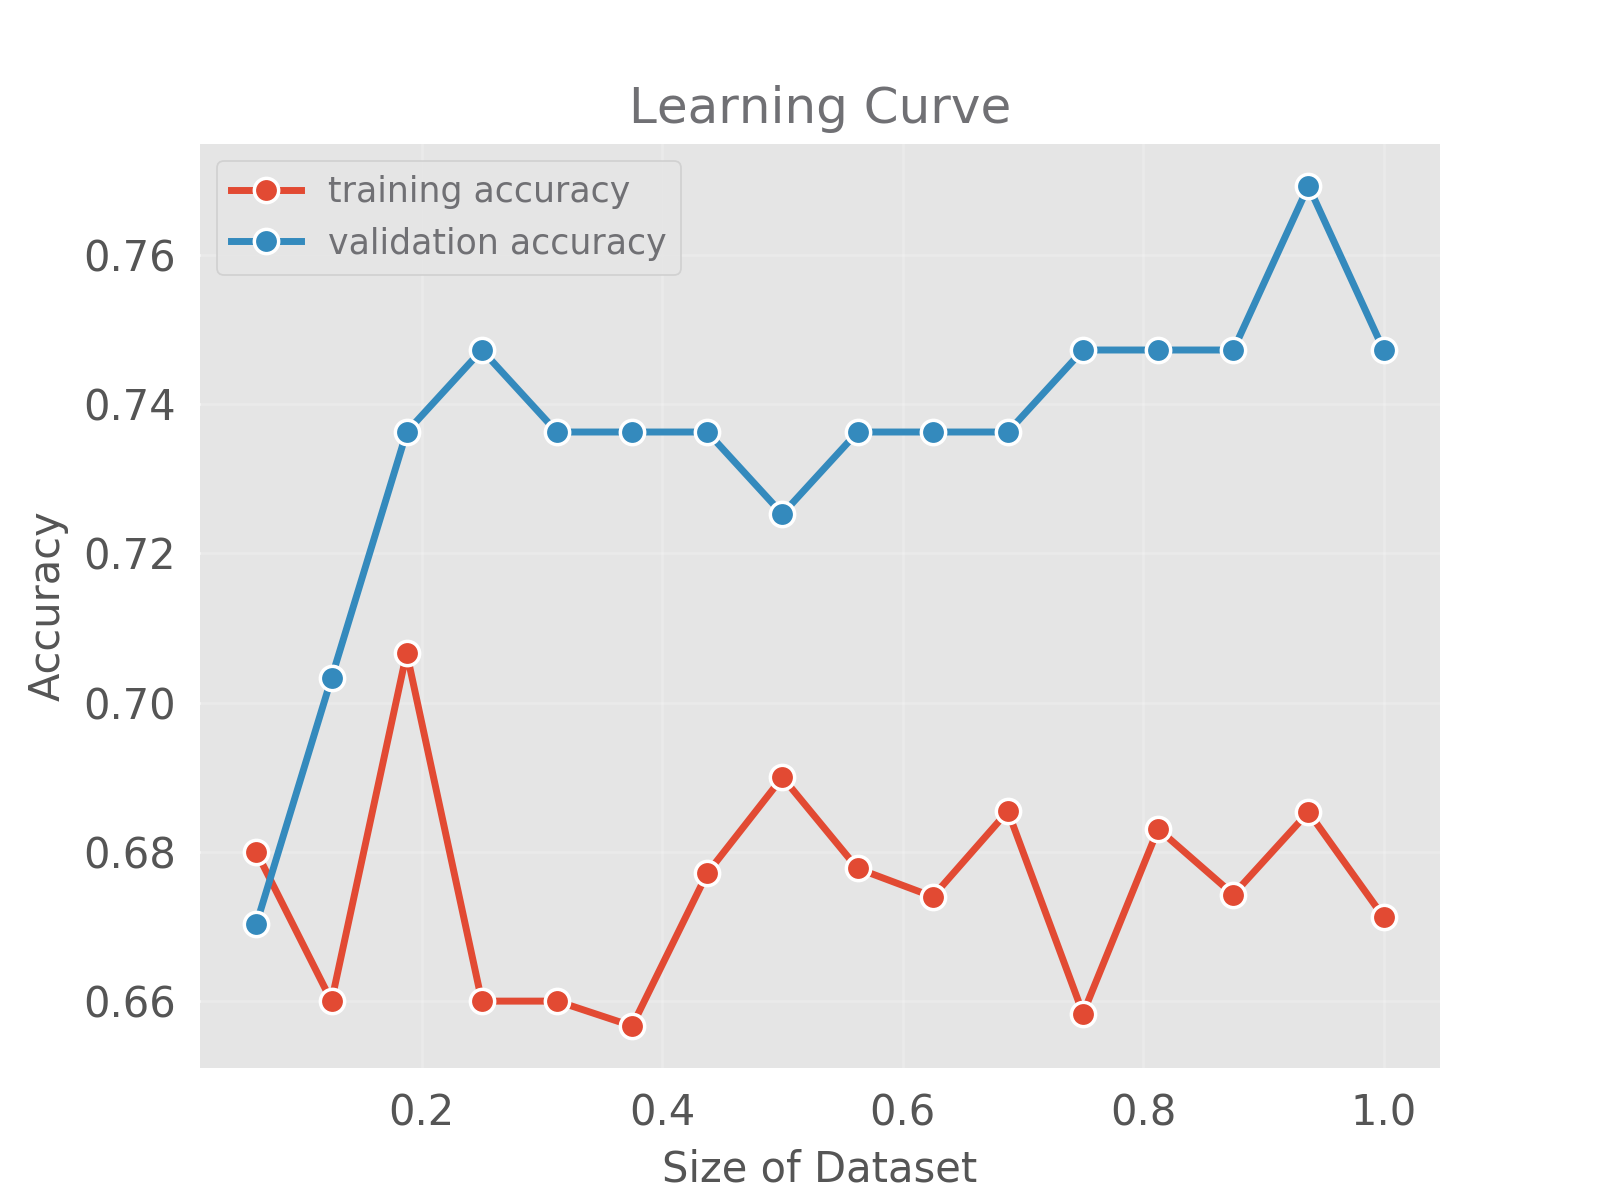 Learning Curve
training accuracy
validation accuracy
0.76
0.74
0.72
0.70
0.68
0.66
Accuracy
0.2 0.4 0.6 0.8 1.0
Size of Dataset